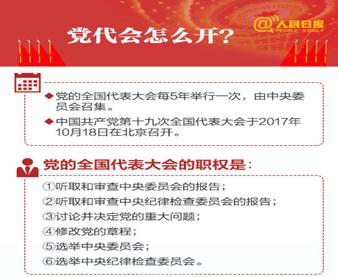 人民日报
PEOPLE'S DAILY
党代会怎么开?
◆党的全国代表大会每5年举行一次，由中央委
员会召集。
◆中国共产党第十九次全国代表大会于2017年
10月18日在北京召开。
党的全国代表大会的职权是:
①听取和审查中央委员会的报告;
②听取和审查中央纪律检查委员会的报告;
③讨论并决定党的重大问题;
④修改党的章程;
⑤选举中央委员会;
⑥选举中央纪律检查委员会。